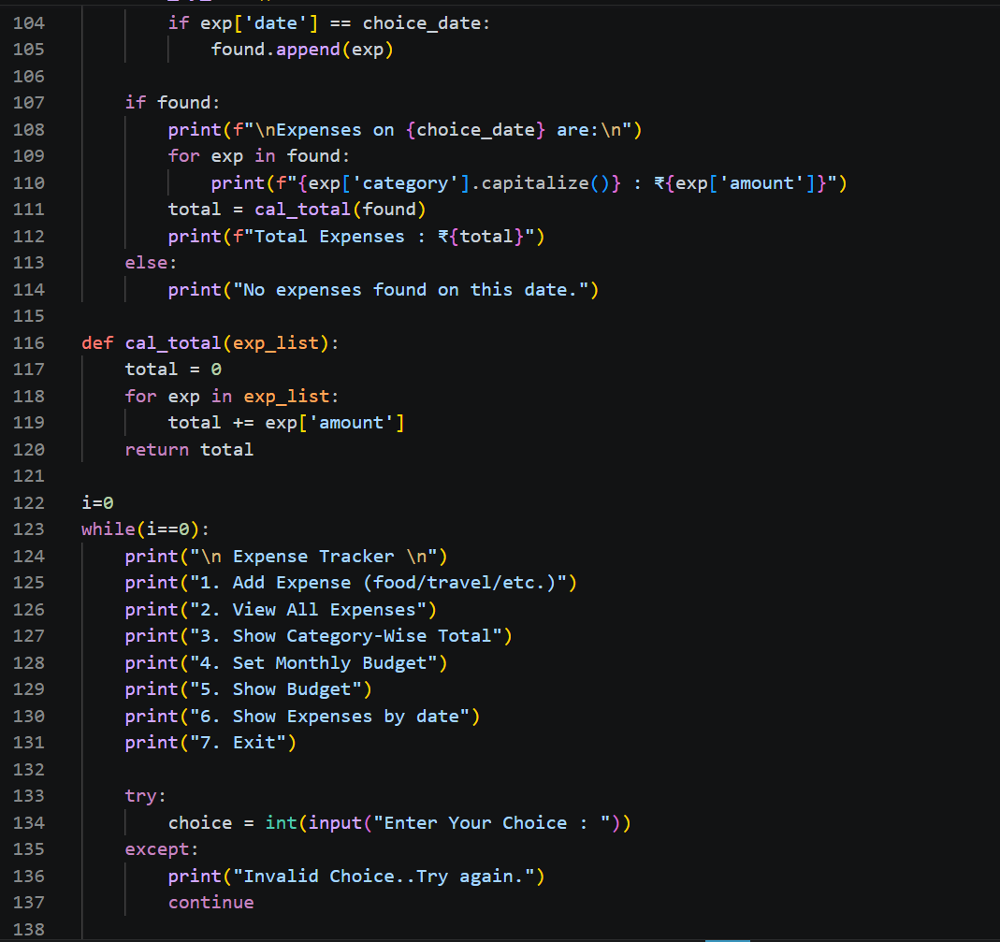 104 if exp['date'] == choice_date:
105 found.append(exp)
106
107 if found:
108 print(f"\nExpenses on {choice_date} are:\n")
109 for exp in found:
110 print(f"{exp['category'].capitalize()} : ₹{exp['amount']}")
111 total = cal_total(found)
112 print(f"Total Expenses : ₹{total}")
113 else:
114 print("No expenses found on this date.")
115
116 def cal_total(exp_list):
117 total = 0
118 for exp in exp_list:
119 total += exp['amount']
120 return total
121
122 i=0
123 while(i==0):
124 print("\n Expense Tracker \n")
125 print("1. Add Expense (food/travel/etc.)")
126 print("2. View All Expenses")
127 print("3. Show Category-Wise Total")
128 print("4. Set Monthly Budget")
129 print("5. Show Budget")
130 print("6. Show Expenses by date")
131 print("7. Exit")
132
133 try:
134 choice = int(input("Enter Your Choice : "))
135 except:
136 print("Invalid Choice..Try again.")
137 continue
138